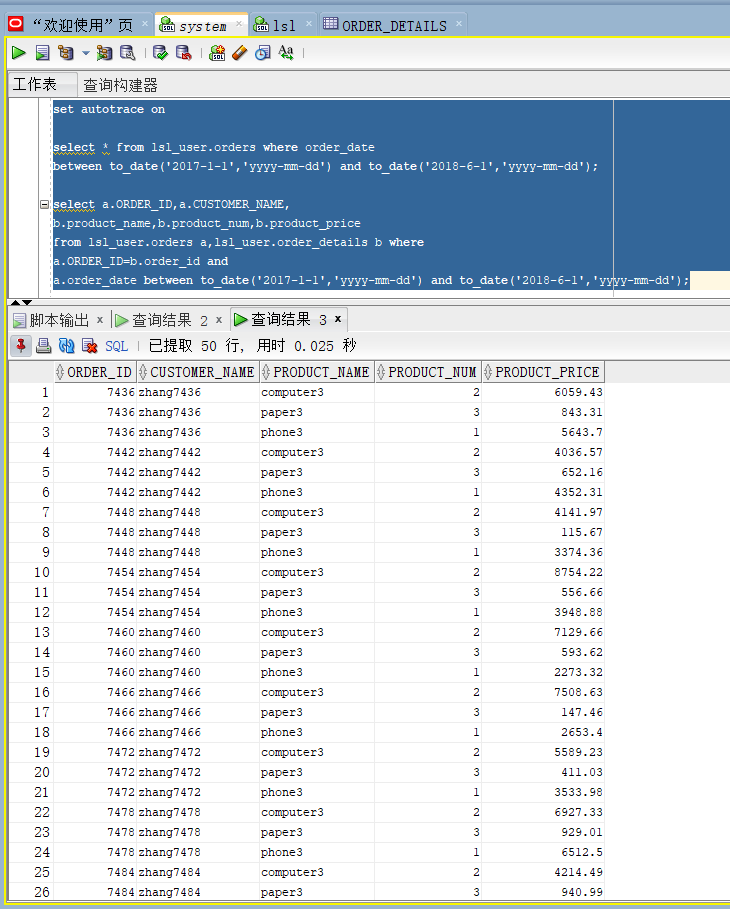 “欢迎使用”页 system lsl ORDER_DETAILS
工作表 查询构建器
set autotrace on
select * from lsl_user.orders where order_date
between to_date('2017-1-1','yyyy-mm-dd') and to_date('2018-6-1','yyyy-mm-dd');
select a.ORDER_ID,a.CUSTOMER_NAME,
b.product_name,b.product_num,b.product_price
from lsl_user.orders a,lsl_user.order_details b where
a.ORDER_ID=b.order_id and
a.order_date between to_date('2017-1-1','yyyy-mm-dd') and to_date('2018-6-1','yyyy-mm-dd');
脚本输出 x 查询结果 2 x 查询结果 3 x
SQL 已提取 50 行, 用时 0.025 秒
ORDER_ID CUSTOMER_NAME PRODUCT_NAME PRODUCT_NUM PRODUCT_PRICE
1 7436 zhang7436 computer3 2 6059.43
2 7436 zhang7436 paper3 3 843.31
3 7436 zhang7436 phone3 1 5643.7
4 7442 zhang7442 computer3 2 4036.57
5 7442 zhang7442 paper3 3 652.16
6 7442 zhang7442 phone3 1 4352.31
7 7448 zhang7448 computer3 2 4141.97
8 7448 zhang7448 paper3 3 115.67
9 7448 zhang7448 phone3 1 3374.36
10 7454 zhang7454 computer3 2 8754.22
11 7454 zhang7454 paper3 3 556.66
12 7454 zhang7454 phone3 1 3948.88
13 7460 zhang7460 computer3 2 7129.66
14 7460 zhang7460 paper3 3 593.62
15 7460 zhang7460 phone3 1 2273.32
16 7466 zhang7466 computer3 2 7508.63
17 7466 zhang7466 paper3 3 147.46
18 7466 zhang7466 phone3 1 2653.4
19 7472 zhang7472 computer3 2 5589.23
20 7472 zhang7472 paper3 3 411.03
21 7472 zhang7472 phone3 1 3533.98
22 7478 zhang7478 computer3 2 6927.33
23 7478 zhang7478 paper3 3 929.01
24 7478 zhang7478 phone3 1 6512.5
25 7484 zhang7484 computer3 2 4214.49
26 7484 zhang7484 paper3 3 940.99